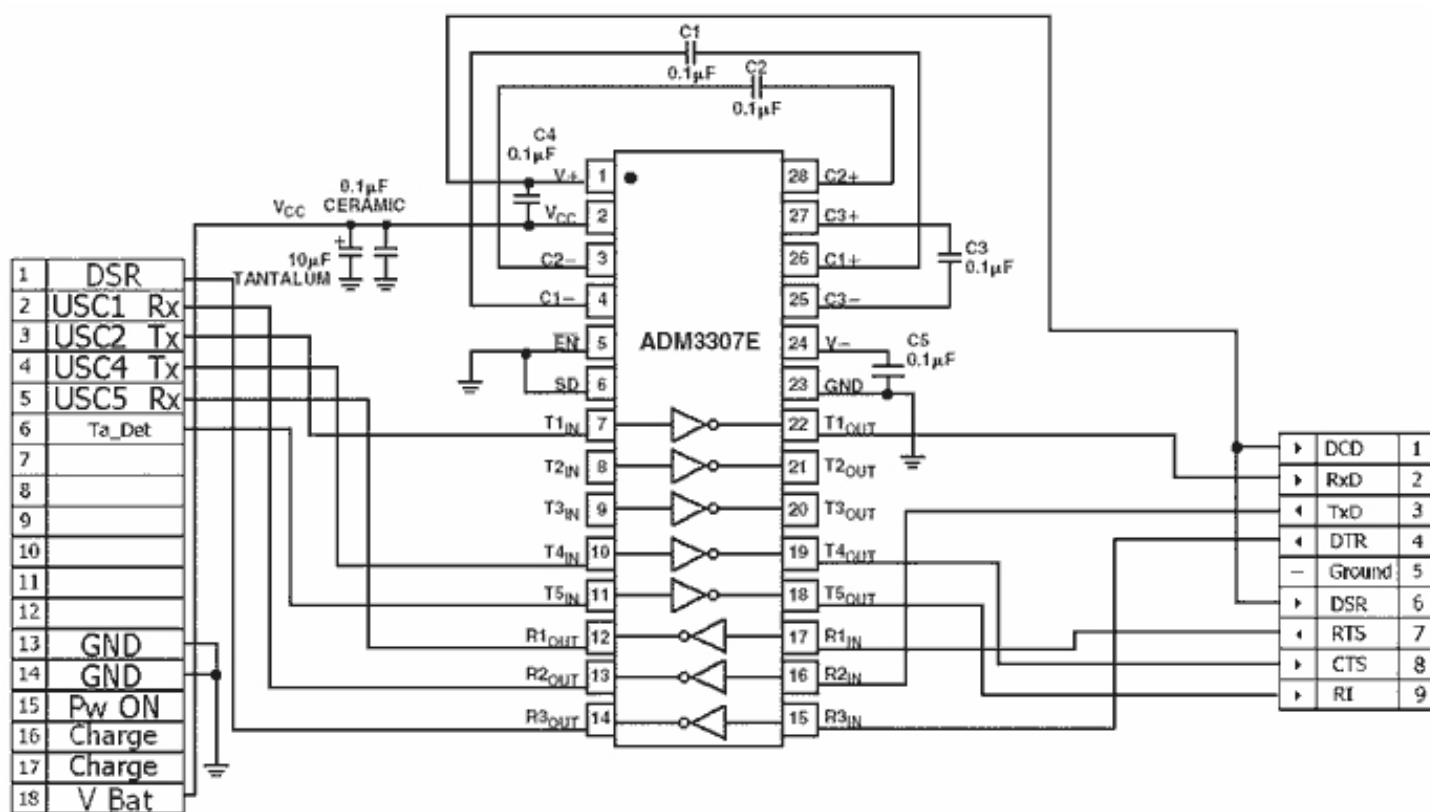 C1
0.1µF
C2
0.1µF
C4
0.1µF
0.1µF
CERAMIC
VCC
10µF
TANTALUM
+
V+ 1 28 C2+
VCC 2 27 C3+
C2– 3 26 C1+
C1– 4 25 C3–
EN 5 24 V–
SD 6 23 GND
C3
0.1µF
C5
0.1µF
ADM3307E
T1IN 7 22 T1OUT
T2IN 8 21 T2OUT
T3IN 9 20 T3OUT
T4IN 10 19 T4OUT
T5IN 11 18 T5OUT
R1OUT 12 17 R1IN
R2OUT 13 16 R2IN
R3OUT 14 15 R3IN
1 DSR
2 USC1 Rx
3 USC2 Tx
4 USC4 Tx
5 USC5 Rx
6 Ta_Det
7
8
9
10
11
12
13 GND
14 GND
15 Pw ON
16 Charge
17 Charge
18 V Bat
DCD 1
RxD 2
TxD 3
DTR 4
– Ground 5
DSR 6
RTS 7
CTS 8
RI 9